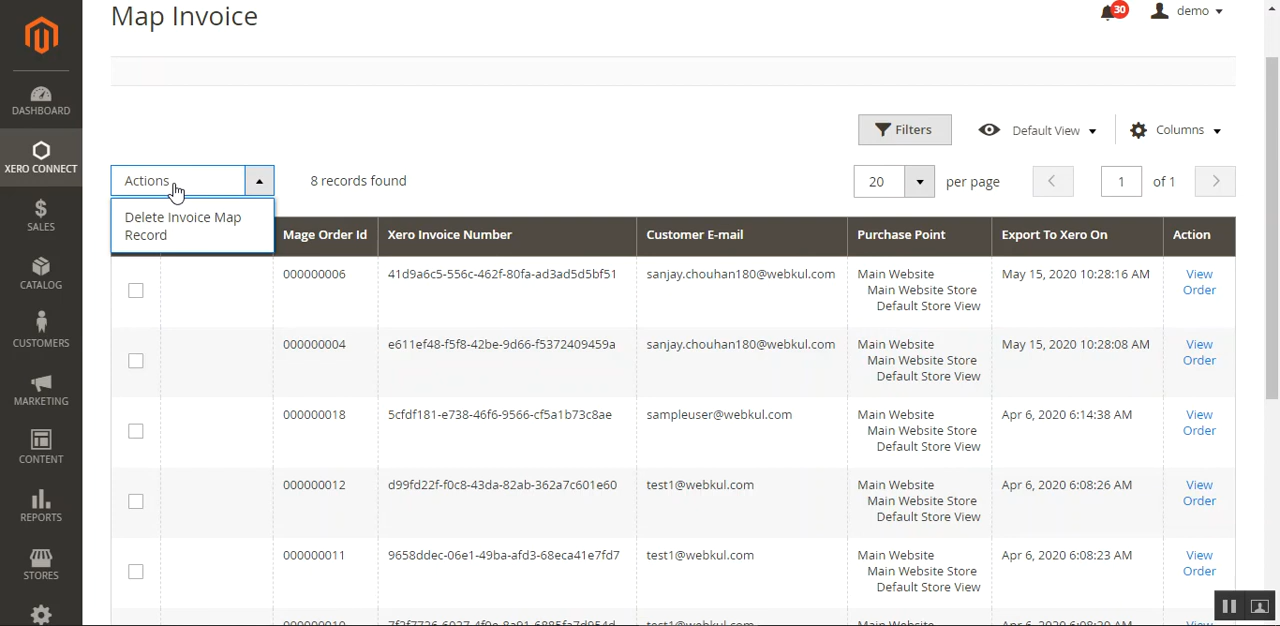 Map Invoice
30
demo
DASHBOARD
XERO CONNECT
SALES
CATALOG
CUSTOMERS
MARKETING
CONTENT
REPORTS
STORES
Filters
Default View
Columns
Actions
8 records found
20
per page
1
of 1
Delete Invoice Map
Record
Mage Order Id
Xero Invoice Number
Customer E-mail
Purchase Point
Export To Xero On
Action
000000006
41d9a6c5-556c-462f-80fa-ad3ad5d5bf51
sanjay.chouhan180@webkul.com
Main Website
Main Website Store
Default Store View
May 15, 2020 10:28:16 AM
View
Order
000000004
e611ef48-f5f8-42be-9d66-f5372409459a
sanjay.chouhan180@webkul.com
Main Website
Main Website Store
Default Store View
May 15, 2020 10:28:08 AM
View
Order
000000018
5cfdf181-e738-46f6-9566-cf5a1b73c8ae
sampleuser@webkul.com
Main Website
Main Website Store
Default Store View
Apr 6, 2020 6:14:38 AM
View
Order
000000012
d99fd22f-f0c8-43da-82ab-362a7c601e60
test1@webkul.com
Main Website
Main Website Store
Default Store View
Apr 6, 2020 6:08:26 AM
View
Order
000000011
9658ddec-06e1-49ba-afd3-68eca41e7fd7
test1@webkul.com
Main Website
Main Website Store
Default Store View
Apr 6, 2020 6:08:23 AM
View
Order